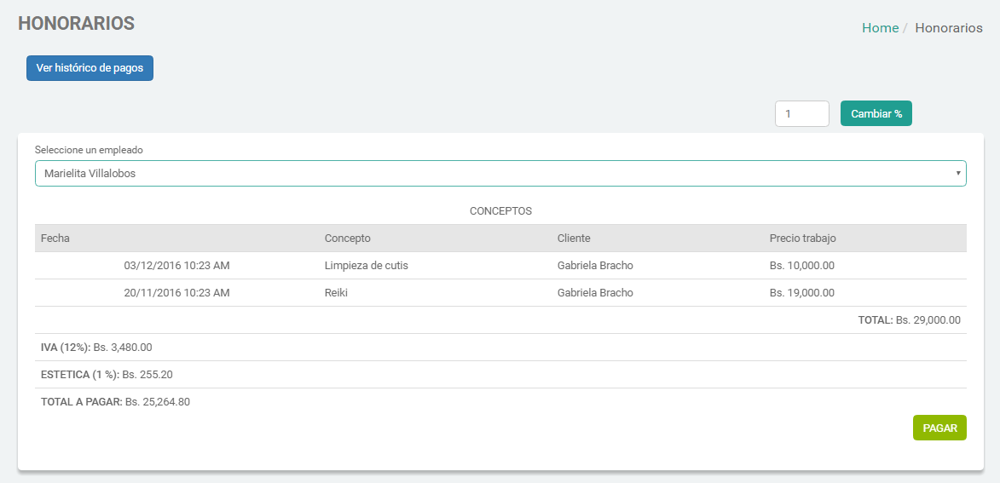 HONORARIOS
Home / Honorarios
Ver histórico de pagos
1 Cambiar %
Seleccione un empleado
Marielita Villalobos
CONCEPTOS
Fecha Concepto Cliente Precio trabajo
03/12/2016 10:23 AM Limpieza de cutis Gabriela Bracho Bs. 10,000.00
20/11/2016 10:23 AM Reiki Gabriela Bracho Bs. 19,000.00
TOTAL: Bs. 29,000.00
IVA (12%): Bs. 3,480.00
ESTETICA (1 %): Bs. 255.20
TOTAL A PAGAR: Bs. 25,264.80
PAGAR